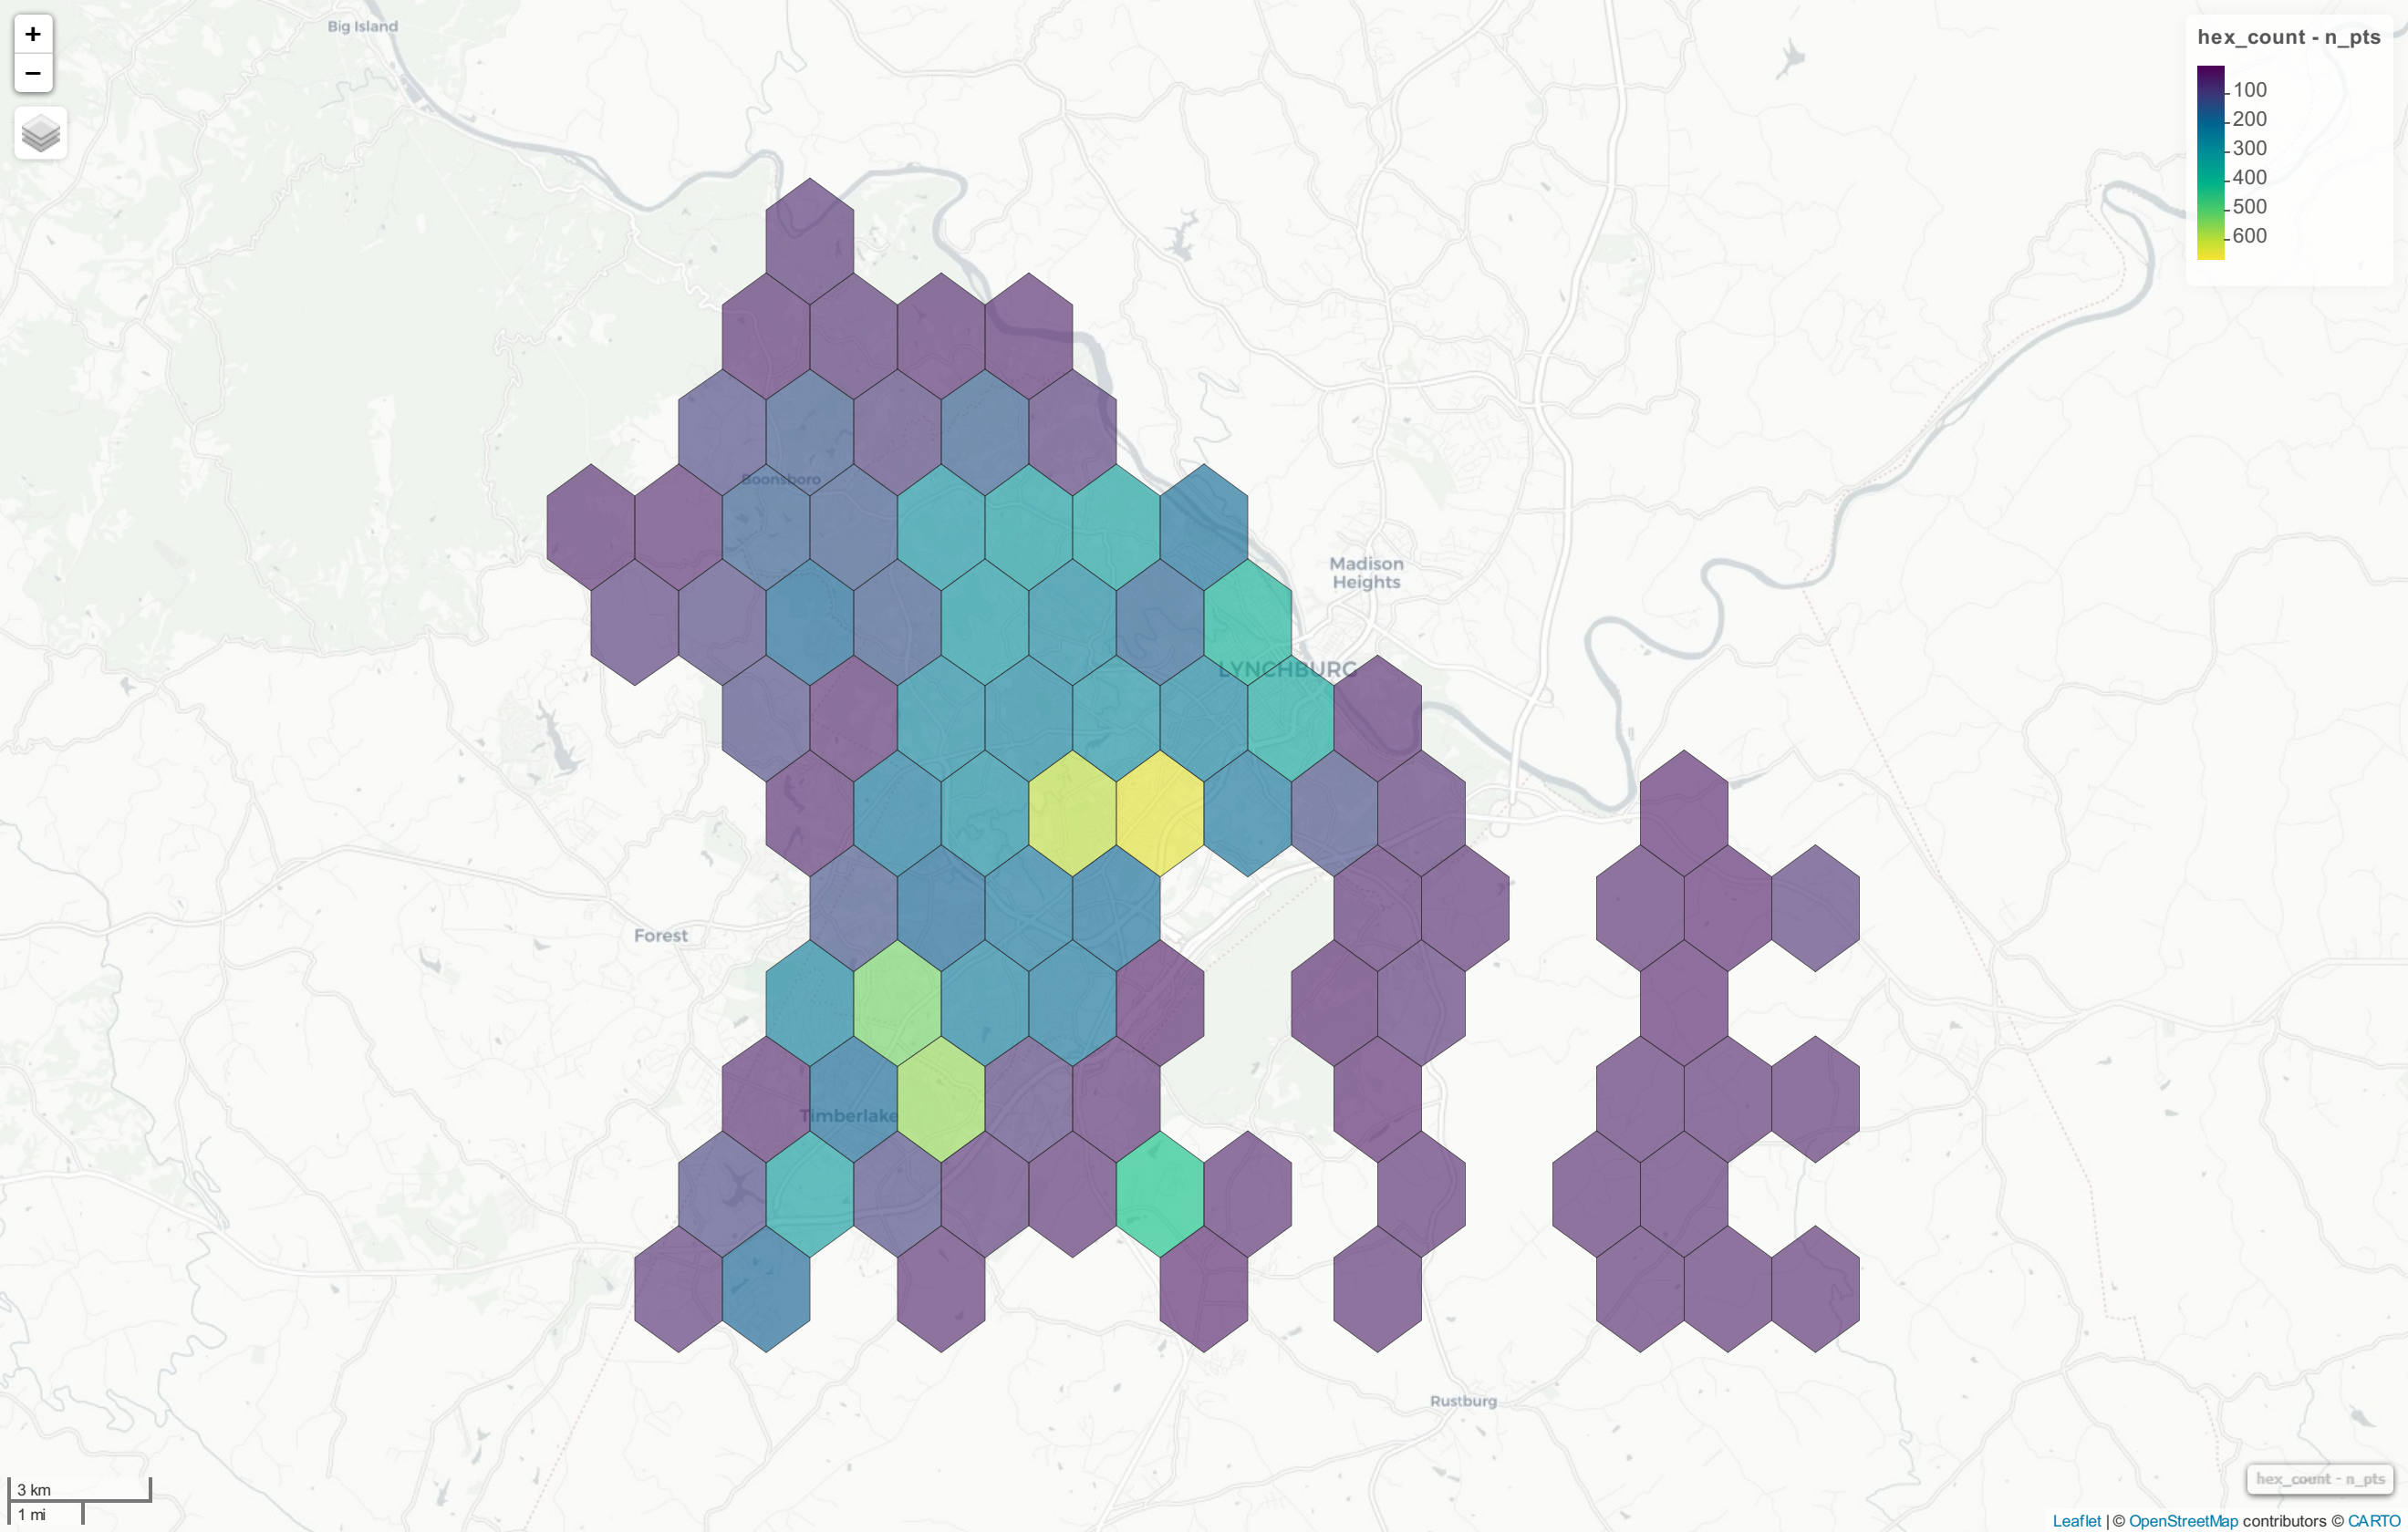 Big Island
+
−
hex_count - n_pts
100
200
300
400
500
600
Boonsboro
Madison
Heights
LYNCHBURG
Forest
Timberlake
Rustburg
3 km
1 mi
hex_count - n_pts
Leaflet | © OpenStreetMap contributors © CARTO